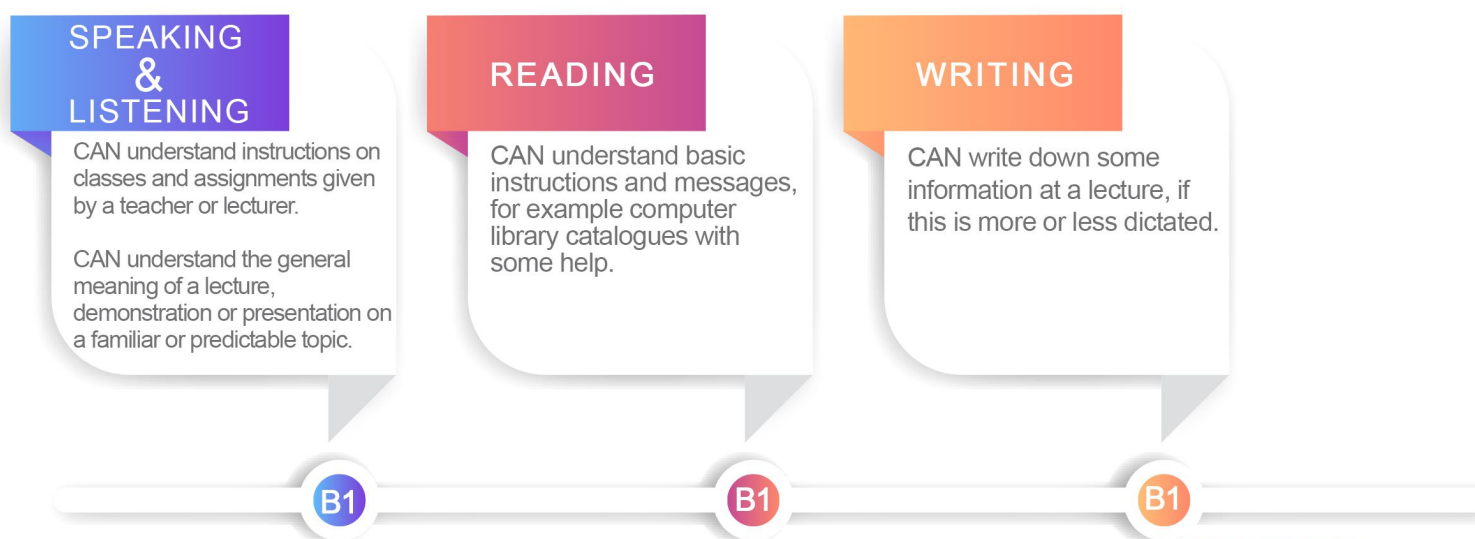 SPEAKING
&
LISTENING
CAN understand instructions on
classes and assignments given
by a teacher or lecturer.
CAN understand the general
meaning of a lecture,
demonstration or presentation on
a familiar or predictable topic.
B1
READING
CAN understand basic
instructions and messages,
for example computer
library catalogues with
some help.
B1
WRITING
CAN write down some
information at a lecture, if
this is more or less dictated.
B1